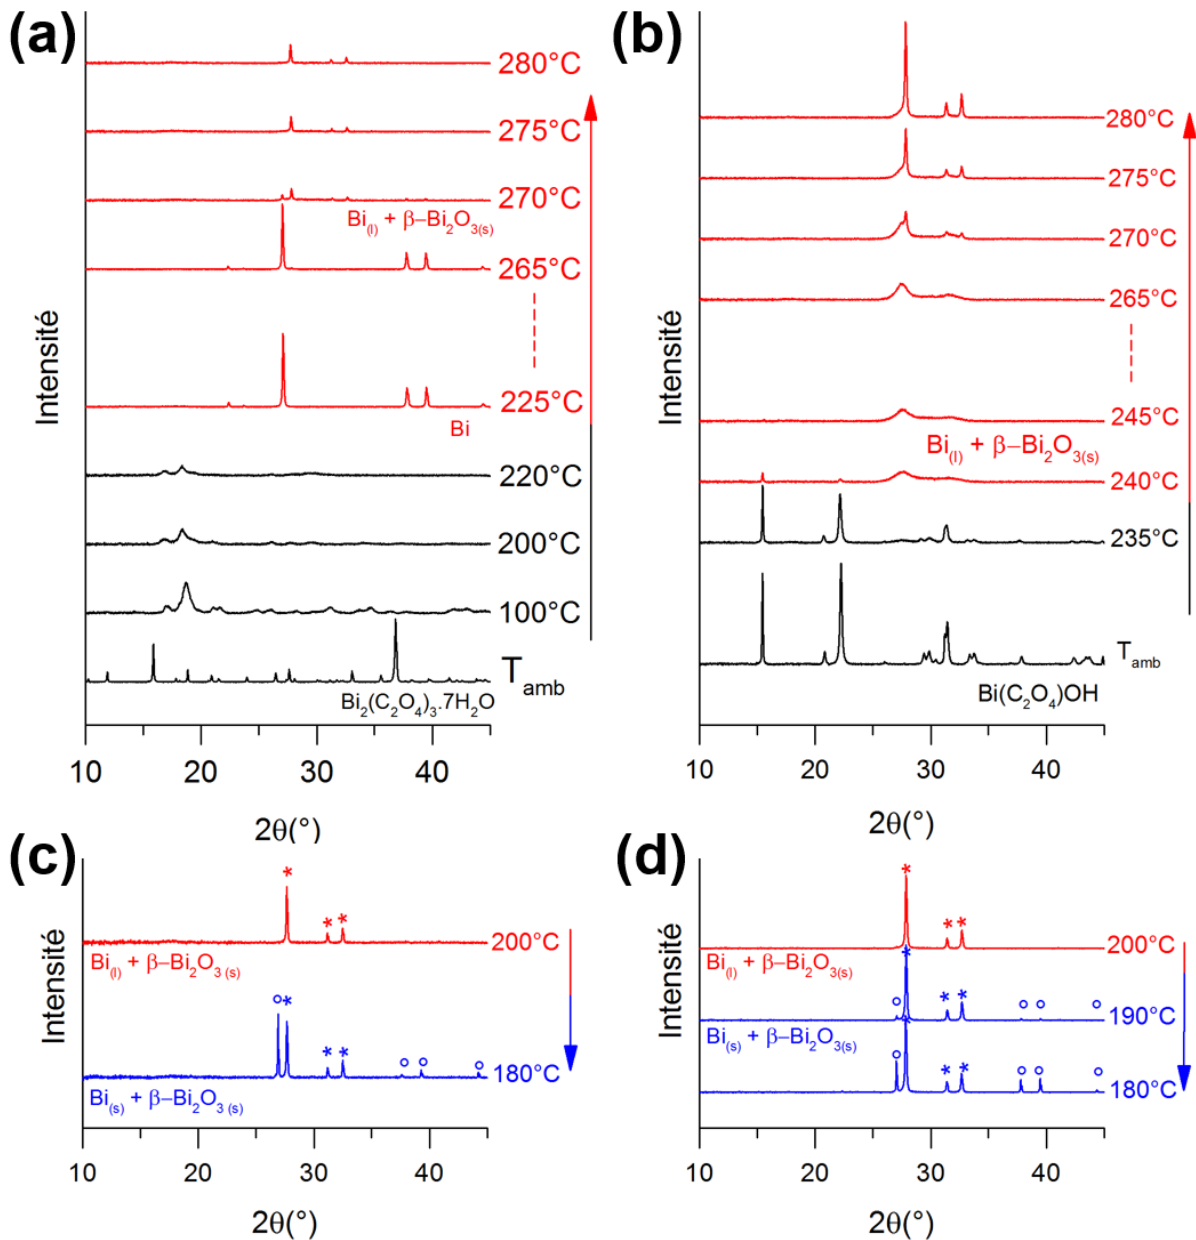 (a)
280°C
275°C
270°C
Bi(l) + β–Bi2O3(s)
265°C
225°C
Bi
220°C
200°C
100°C
Tamb
Bi2(C2O4)3.7H2O
Intensité
10 20 30 40
2θ(°)
(b)
280°C
275°C
270°C
265°C
245°C
Bi(l) + β–Bi2O3(s)
240°C
235°C
Tamb
Bi(C2O4)OH
Intensité
10 20 30 40
2θ(°)
(c)
*
* *
200°C
Bi(l) + β–Bi2O3 (s)
° *
* * ° ° °
180°C
Bi(s) + β–Bi2O3 (s)
Intensité
10 20 30 40
2θ(°)
(d)
*
* *
200°C
Bi(l) + β–Bi2O3(s)
*
° * * ° ° °
190°C
Bi(s) + β–Bi2O3(s)
*
° * * ° ° °
180°C
Intensité
10 20 30 40
2θ(°)